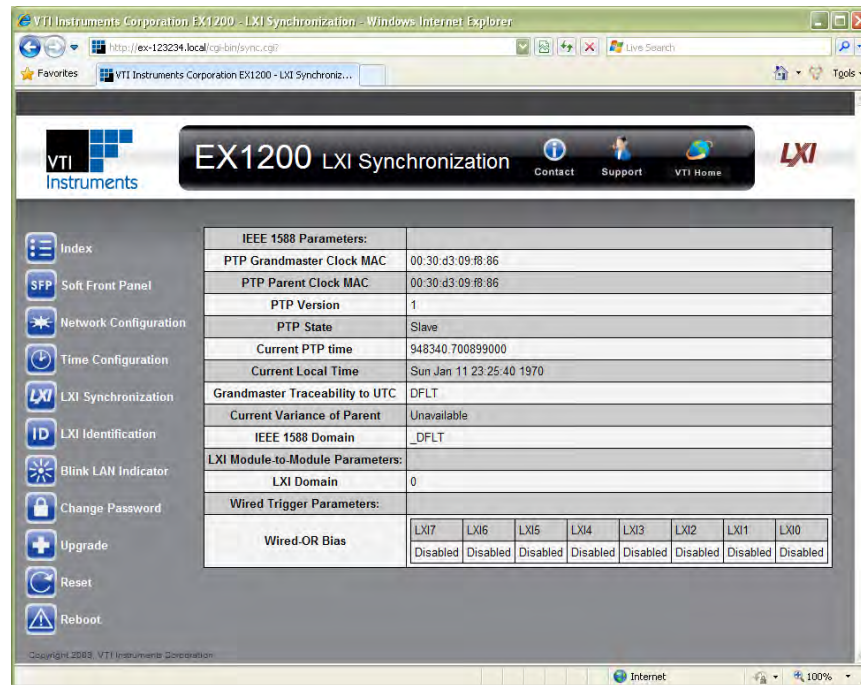 VTI Instruments Corporation EX1200 - LXI Synchronization - Windows Internet Explorer
http://ex-123234.local/cgi-bin/sync.cgi?
Live Search
Favorites
VTI Instruments Corporation EX1200 - LXI Synchroniz...
Tools
VTI
Instruments
EX1200 LXI Synchronization
Contact
Support
VTI Home
LXI
Index
SFP Soft Front Panel
Network Configuration
Time Configuration
LXI LXI Synchronization
ID LXI Identification
Blink LAN Indicator
Change Password
Upgrade
Reset
Reboot
IEEE 1588 Parameters:
PTP Grandmaster Clock MAC 00:30:d3:09:f8:86
PTP Parent Clock MAC 00:30:d3:09:f8:86
PTP Version 1
PTP State Slave
Current PTP time 948340.700899000
Current Local Time Sun Jan 11 23:25:40 1970
Grandmaster Traceability to UTC DFLT
Current Variance of Parent Unavailable
IEEE 1588 Domain _DFLT
LXI Module-to-Module Parameters:
LXI Domain 0
Wired Trigger Parameters:
Wired-OR Bias
LXI7 LXI6 LXI5 LXI4 LXI3 LXI2 LXI1 LXI0
Disabled Disabled Disabled Disabled Disabled Disabled Disabled Disabled
Copyright 2009, VTI Instruments Corporation
Internet
100%